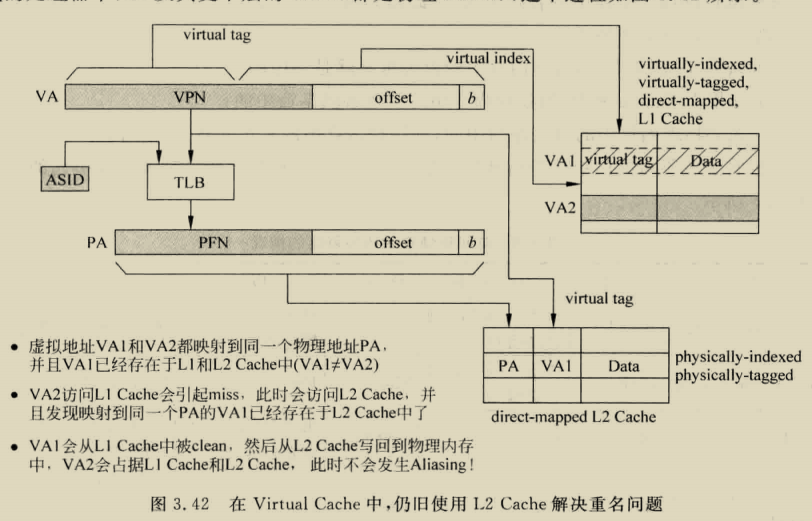 virtual tag
virtual index
VA VPN offset b
virtually-indexed,
virtually-tagged,
direct-mapped,
L1 Cache
VA1 virtual tag Data
VA2
ASID
TLB
PA PFN offset b
virtual tag
PA VA1 Data
physically-indexed
physically-tagged
direct-mapped L2 Cache
• 虚拟地址VA1和VA2都映射到同一个物理地址PA,
并且VA1已经存在于L1和L2 Cache中(VA1≠VA2)
• VA2访问L1 Cache会引起miss，此时会访问L2 Cache，并
且发现映射到同一个PA的VA1已经存在于L2 Cache中了
• VA1会从L1 Cache中被clean，然后从L2 Cache写回到物理内存
中，VA2会占据L1 Cache和L2 Cache，此时不会发生Aliasing!
图 3.42 在 Virtual Cache 中,仍旧使用 L2 Cache 解决重名问题